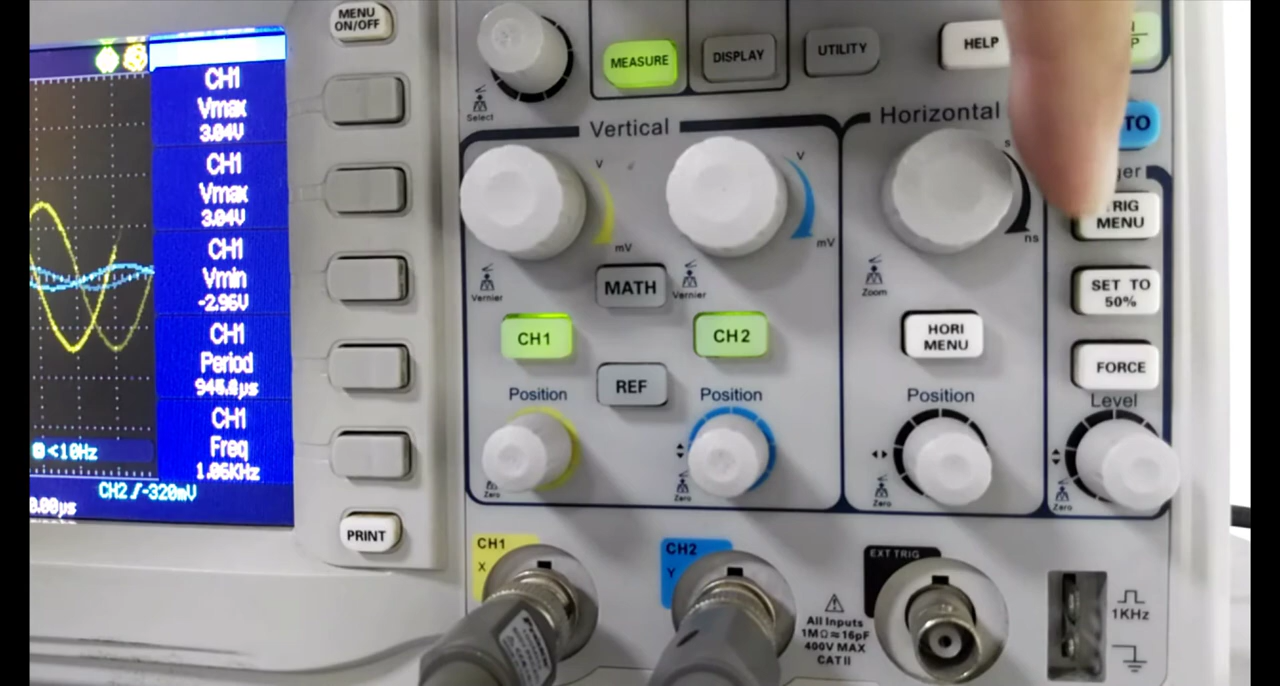 CH1
Vmax
3.04V
CH1
Vmax
3.04V
CH1
Vmin
-2.96V
CH1
Period
CH1
Freq
1.06KHz
<10Hz
CH2 / -320mV
0.00µs
MENU
ON/OFF
PRINT
Select
MEASURE
DISPLAY
UTILITY
HELP
TO
Vertical
V
mV
V
mV
Vernier
Vernier
MATH
CH1
CH2
REF
Position
Position
Zero
Zero
Horizontal
s
ns
Zoom
HORI
MENU
Position
Zero
TRIG
MENU
SET TO
50%
FORCE
Level
Zero
CH1
X
CH2
Y
EXT TRIG
All Inputs
1MΩ≈16pF
400V MAX
CAT II
1KHz